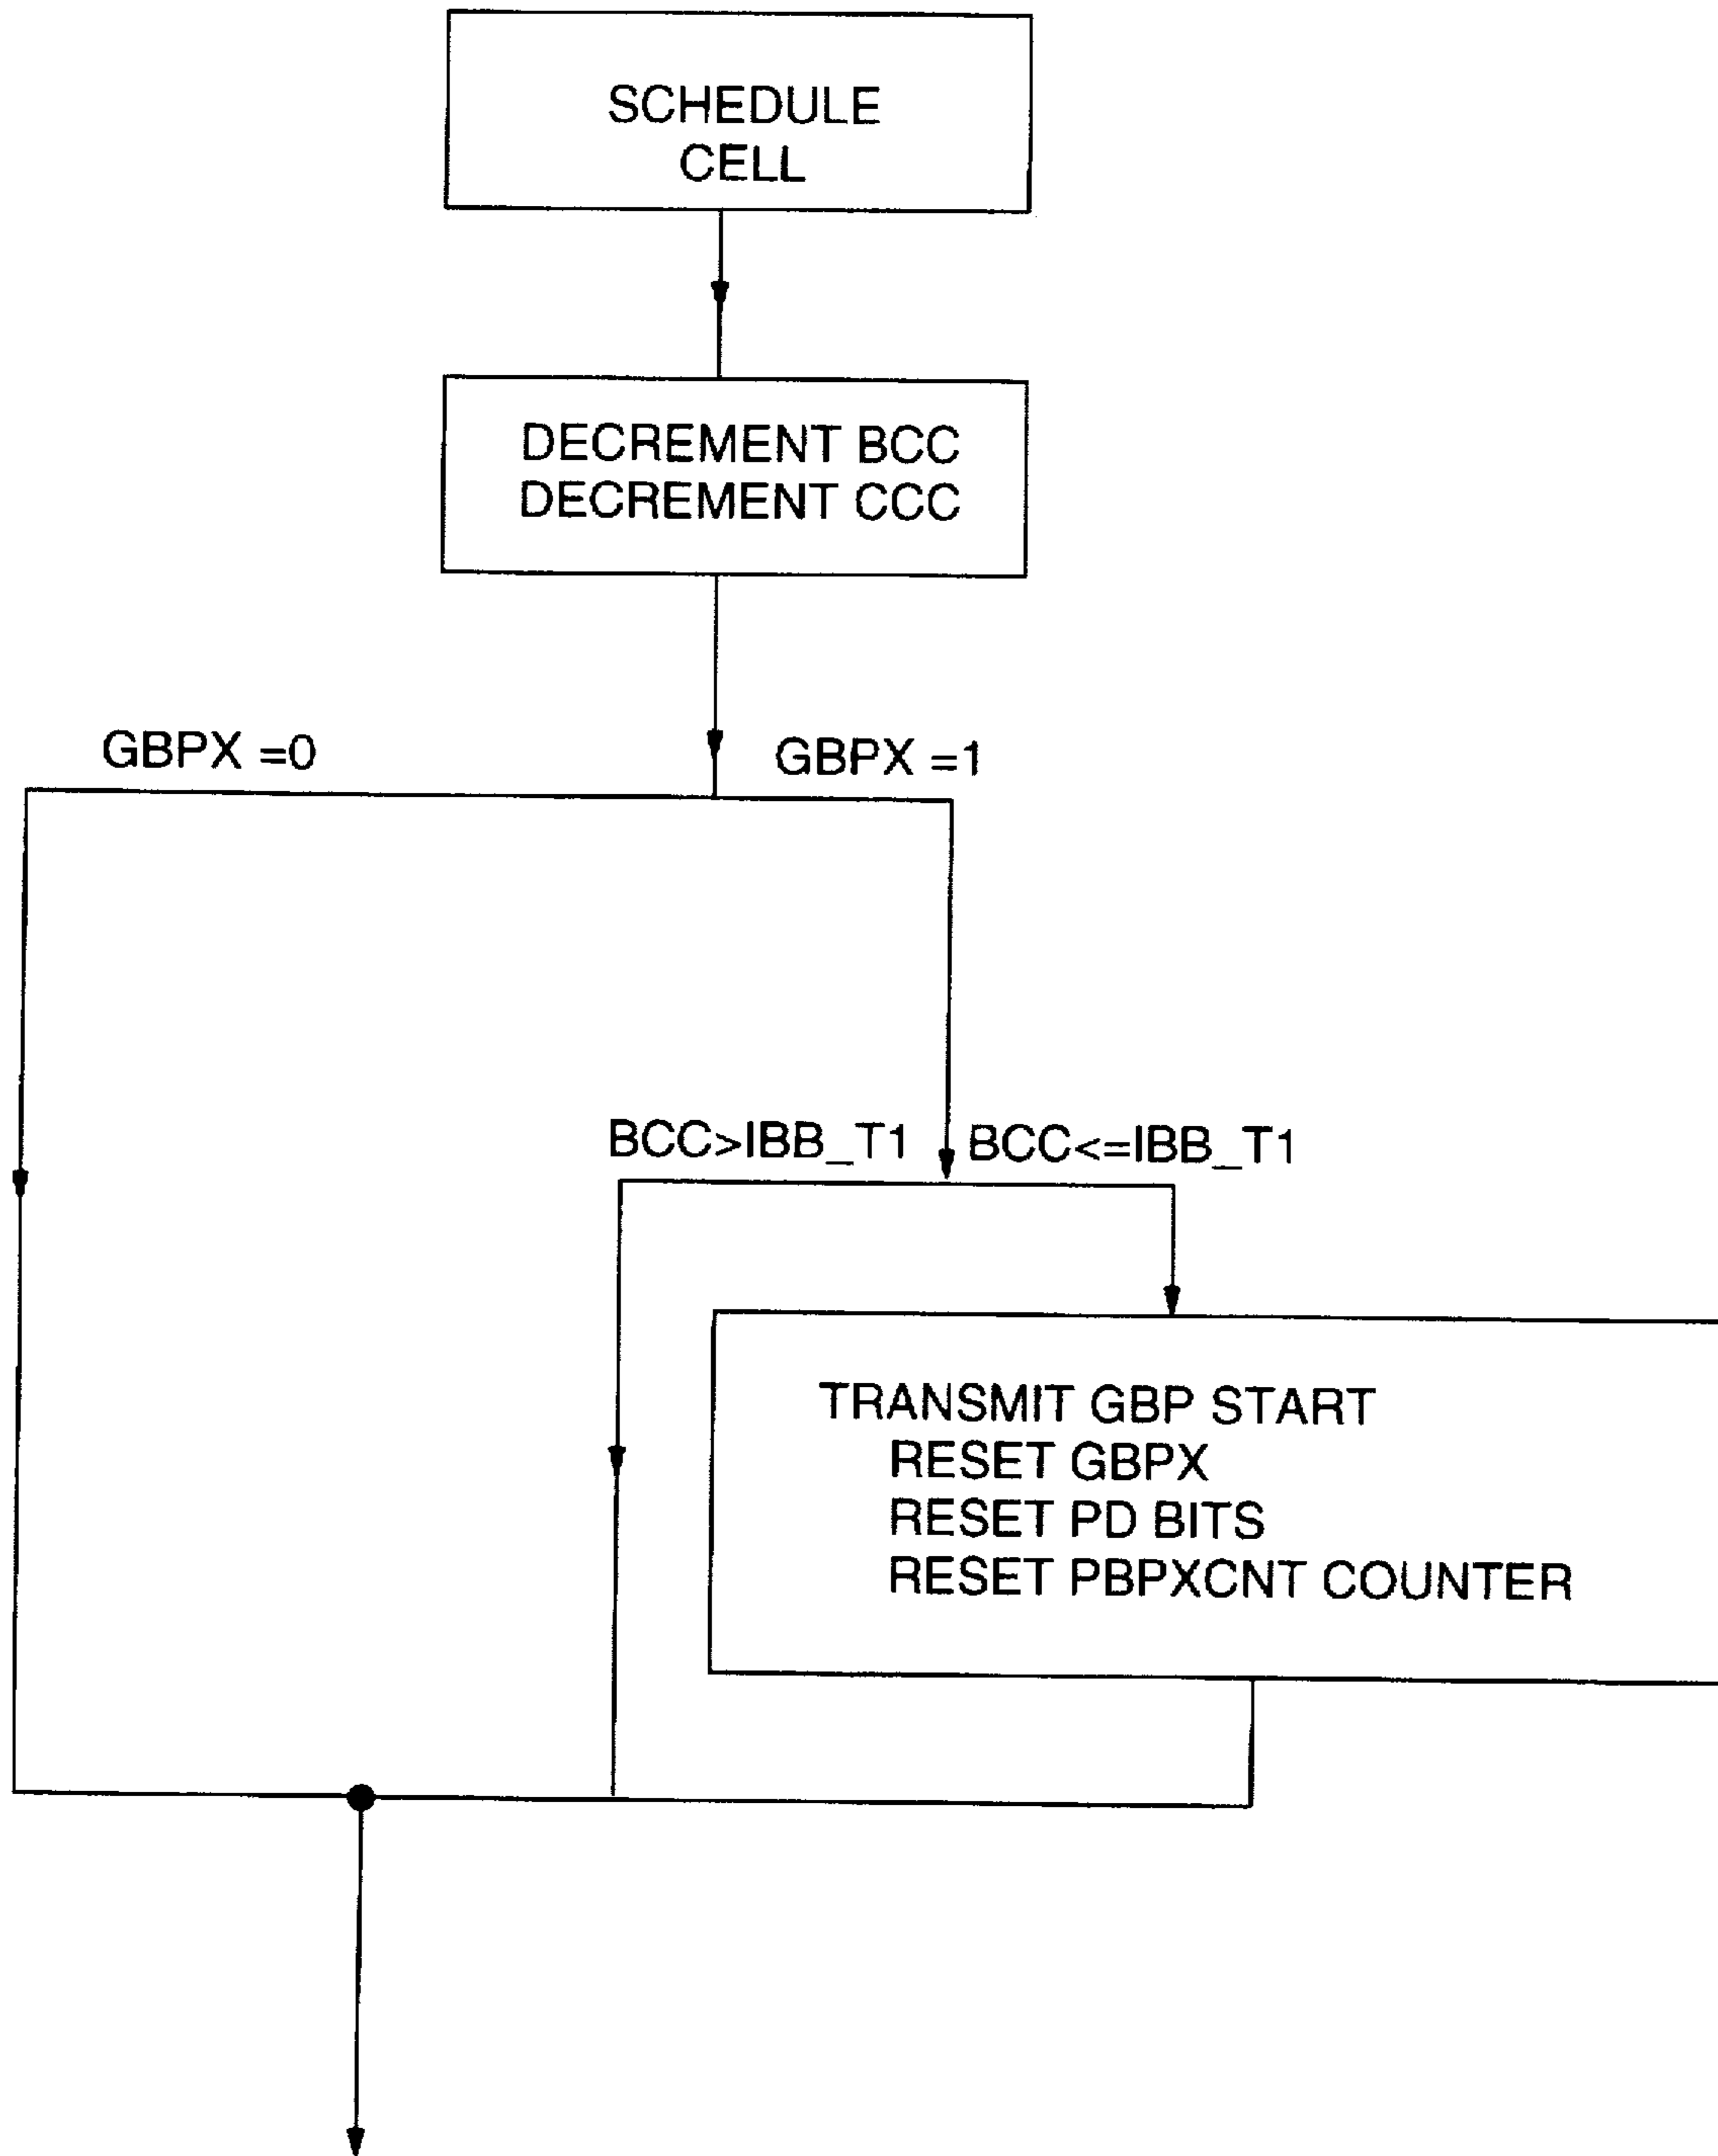 SCHEDULE
CELL
DECREMENT BCC
DECREMENT CCC
GBPX =0
GBPX =1
BCC>IBB_T1
BCC<=IBB_T1
TRANSMIT GBP START
RESET GBPX
RESET PD BITS
RESET PBPXCNT COUNTER